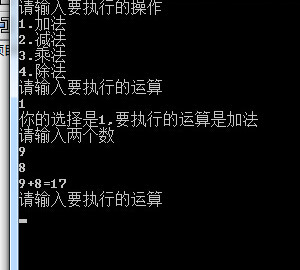 请输入要执行的操作
1.加法
2.减法
3.乘法
4.除法
请输入要执行的运算
1
你的选择是1,要执行的运算是加法
请输入两个数
9
8
9+8=17
请输入要执行的运算